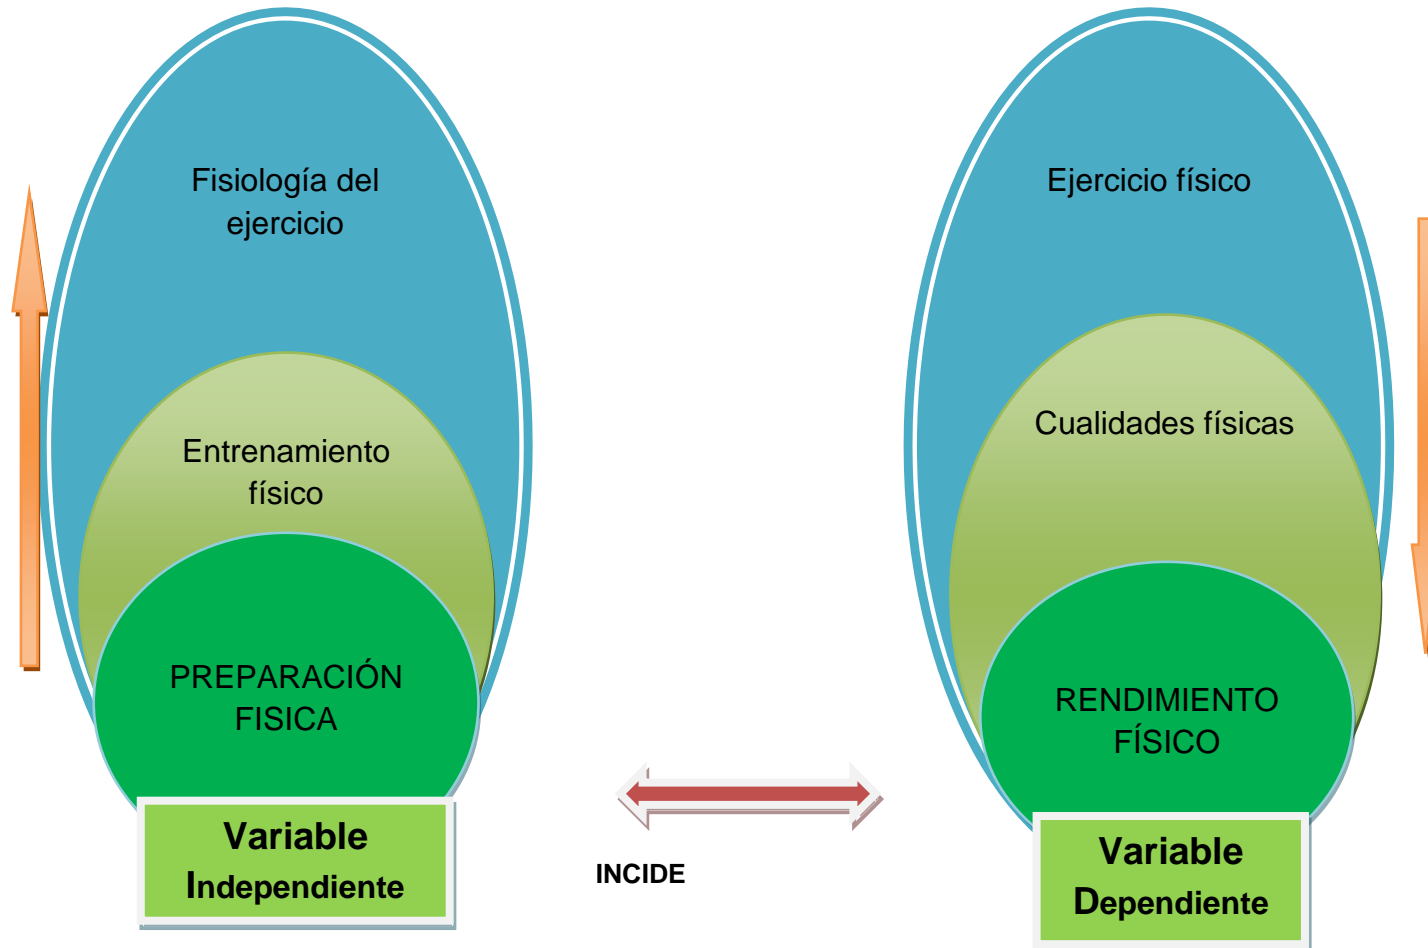 Fisiología del
ejercicio
Entrenamiento
físico
PREPARACIÓN
FISICA
Variable
Independiente
INCIDE
Ejercicio físico
Cualidades físicas
RENDIMIENTO
FÍSICO
Variable
Dependiente